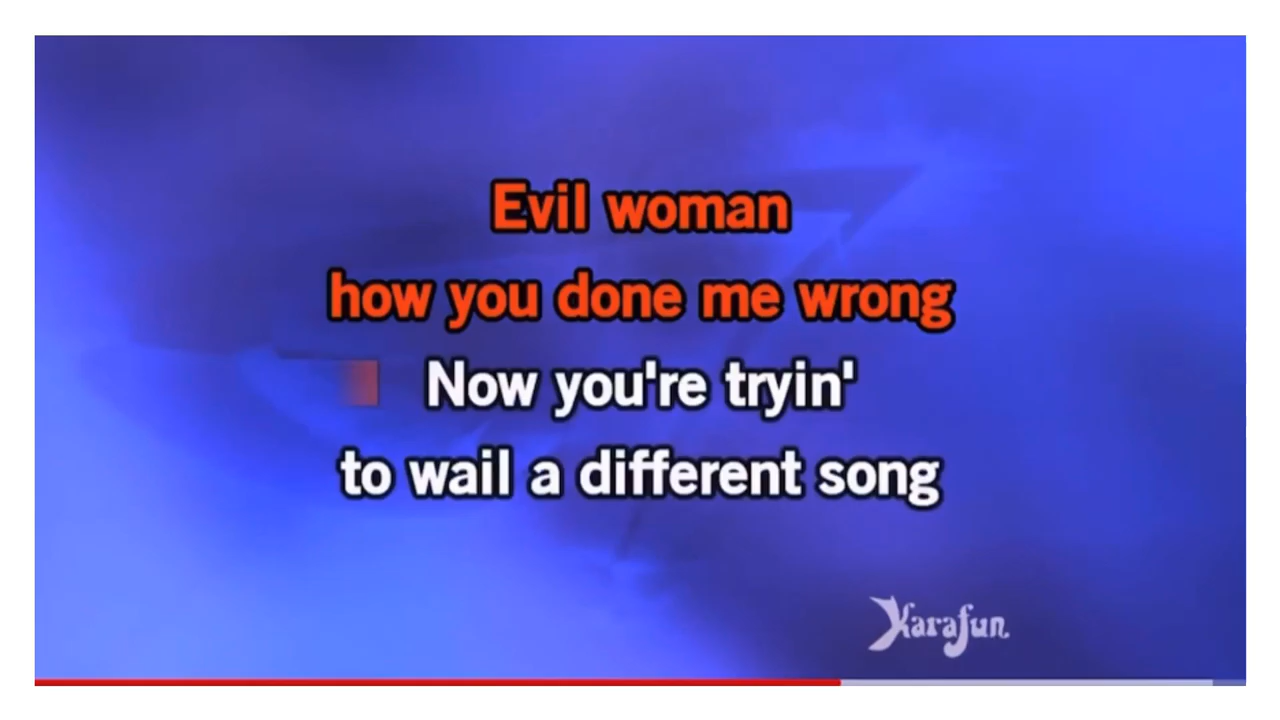 Evil woman
how you done me wrong
Now you're tryin'
to wail a different song
Karafun